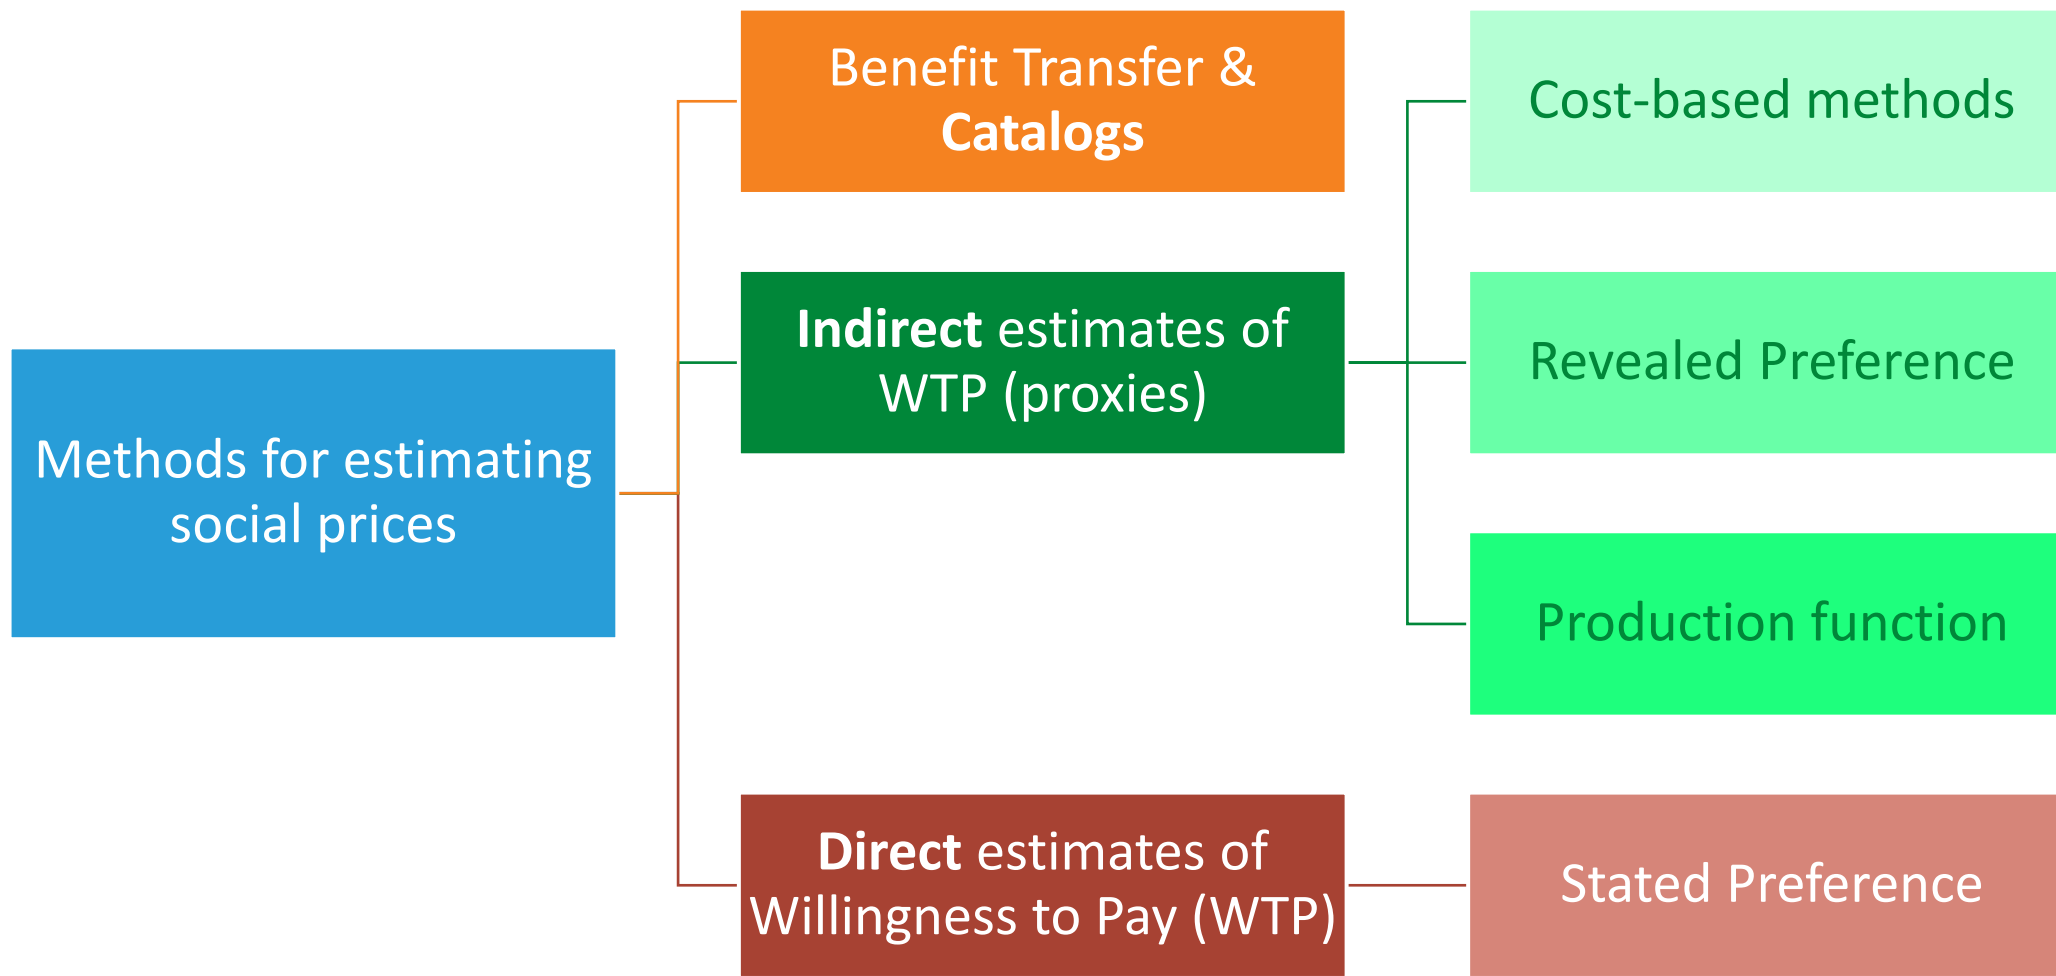 Methods for estimating
social prices
Benefit Transfer &
Catalogs
Indirect estimates of
WTP (proxies)
Direct estimates of
Willingness to Pay (WTP)
Cost-based methods
Revealed Preference
Production function
Stated Preference